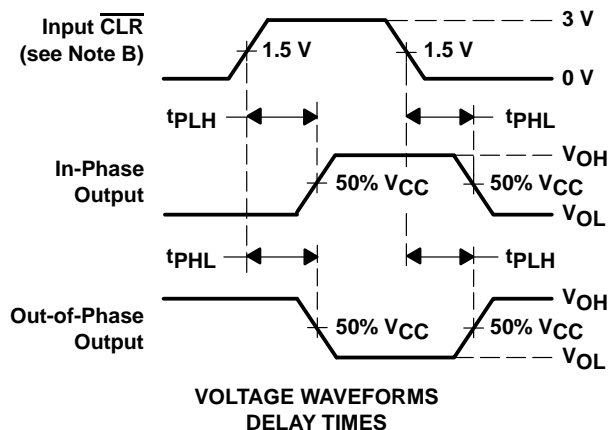 Input CLR
(see Note B)
1.5 V
1.5 V
3 V
0 V
tPLH
tPHL
In-Phase
Output
50% VCC
50% VCC
VOH
VOL
tPHL
tPLH
Out-of-Phase
Output
50% VCC
50% VCC
VOH
VOL
VOLTAGE WAVEFORMS
DELAY TIMES